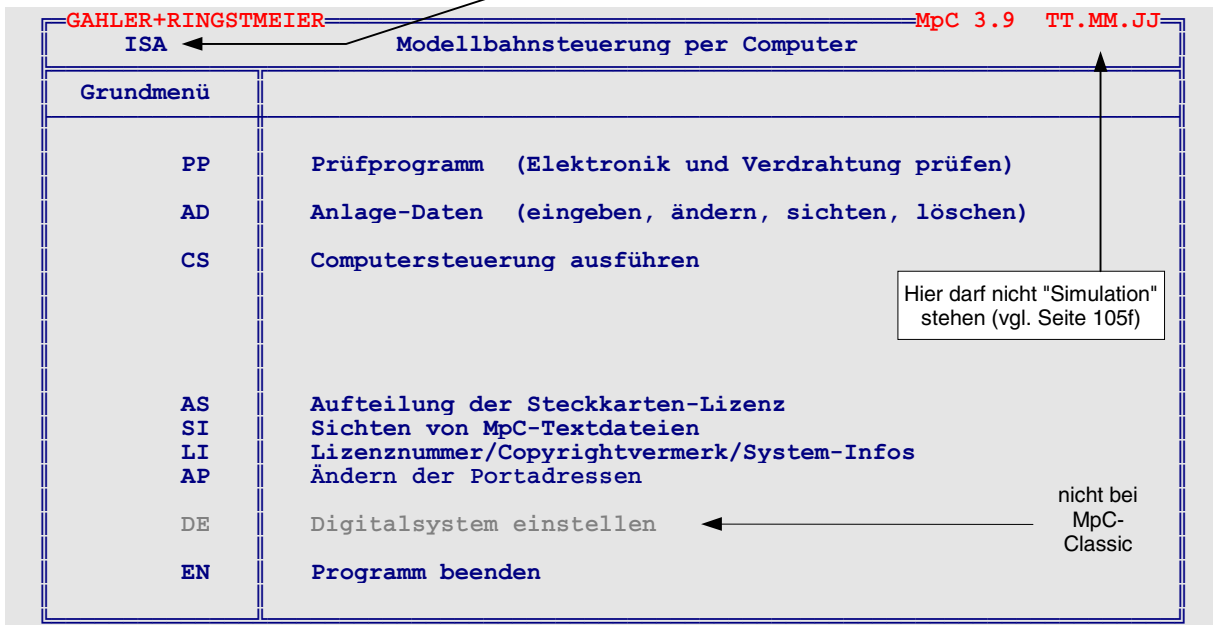 GAHLER+RINGSTMEIER MpC 3.9 TT.MM.JJ
ISA Modellbahnsteuerung per Computer
Grundmenü
PP Prüfprogramm (Elektronik und Verdrahtung prüfen)
AD Anlage-Daten (eingeben, ändern, sichten, löschen)
CS Computersteuerung ausführen
Hier darf nicht "Simulation"
stehen (vgl. Seite 105f)
AS Aufteilung der Steckkarten-Lizenz
SI Sichten von MpC-Textdateien
LI Lizenznummer/Copyrightvermerk/System-Infos
AP Ändern der Portadressen
DE Digitalsystem einstellen
nicht bei
MpC-
Classic
EN Programm beenden